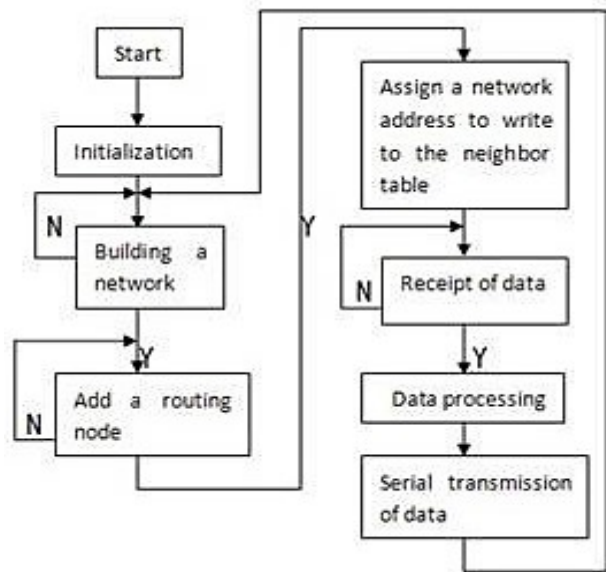 Start
Initialization
N
Building a
network
Y
Add a routing
node
N
Y
Assign a network
address to write
to the neighbor
table
Receipt of data
N
Y
Data processing
Serial transmission
of data